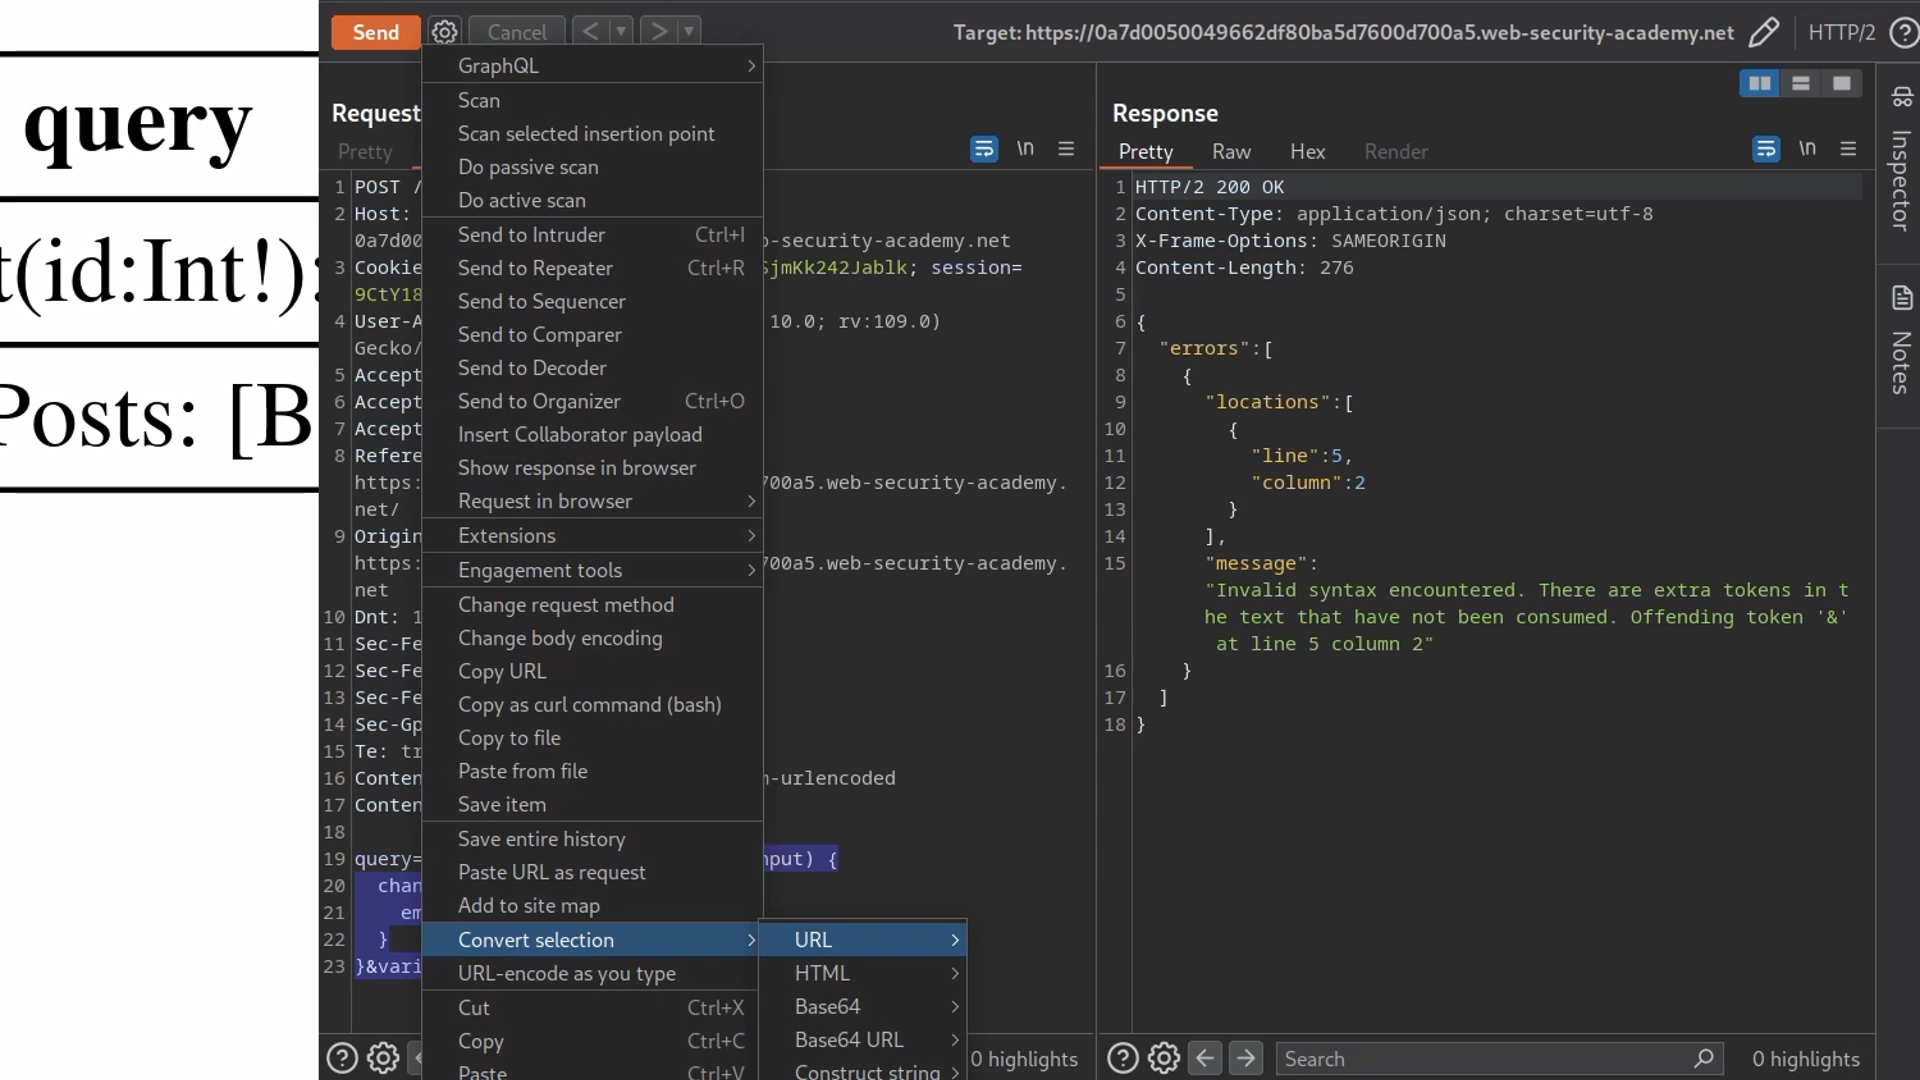 query
t(id:Int!):
Posts: [B
Send
Cancel
Target: https://0a7d0050049662df80ba5d7600d700a5.web-security-academy.net
HTTP/2
Request
Pretty
\n
1 POST /
2 Host:
0a7d00
-security-academy.net
3 Cookie
SjmKk242Jablk; session=
9CtY18
4 User-A
10.0; rv:109.0)
Gecko/
5 Accept
6 Accept
7 Accept
8 Refere
https:
700a5.web-security-academy.
net/
9 Origin
https:
700a5.web-security-academy.
net
10 Dnt: 1
11 Sec-Fe
12 Sec-Fe
13 Sec-Fe
14 Sec-Gp
15 Te: tr
16 Conten
-urlencoded
17 Conten
18
19 query=
nput) {
20 chan
21 em
22 }
23 }&vari
GraphQL
Scan
Scan selected insertion point
Do passive scan
Do active scan
Send to Intruder Ctrl+I
Send to Repeater Ctrl+R
Send to Sequencer
Send to Comparer
Send to Decoder
Send to Organizer Ctrl+O
Insert Collaborator payload
Show response in browser
Request in browser
Extensions
Engagement tools
Change request method
Change body encoding
Copy URL
Copy as curl command (bash)
Copy to file
Paste from file
Save item
Save entire history
Paste URL as request
Add to site map
Convert selection
URL-encode as you type
Cut Ctrl+X
Copy Ctrl+C
Paste Ctrl+V
URL
HTML
Base64
Base64 URL
Construct string
0 highlights
Response
Pretty Raw Hex Render
\n
1 HTTP/2 200 OK
2 Content-Type: application/json; charset=utf-8
3 X-Frame-Options: SAMEORIGIN
4 Content-Length: 276
5
6 {
7 "errors":[
8 {
9 "locations":[
10 {
11 "line":5,
12 "column":2
13 }
14 ],
15 "message":
"Invalid syntax encountered. There are extra tokens in t
he text that have not been consumed. Offending token '&'
at line 5 column 2"
16 }
17 ]
18 }
Search
0 highlights
Inspector
Notes